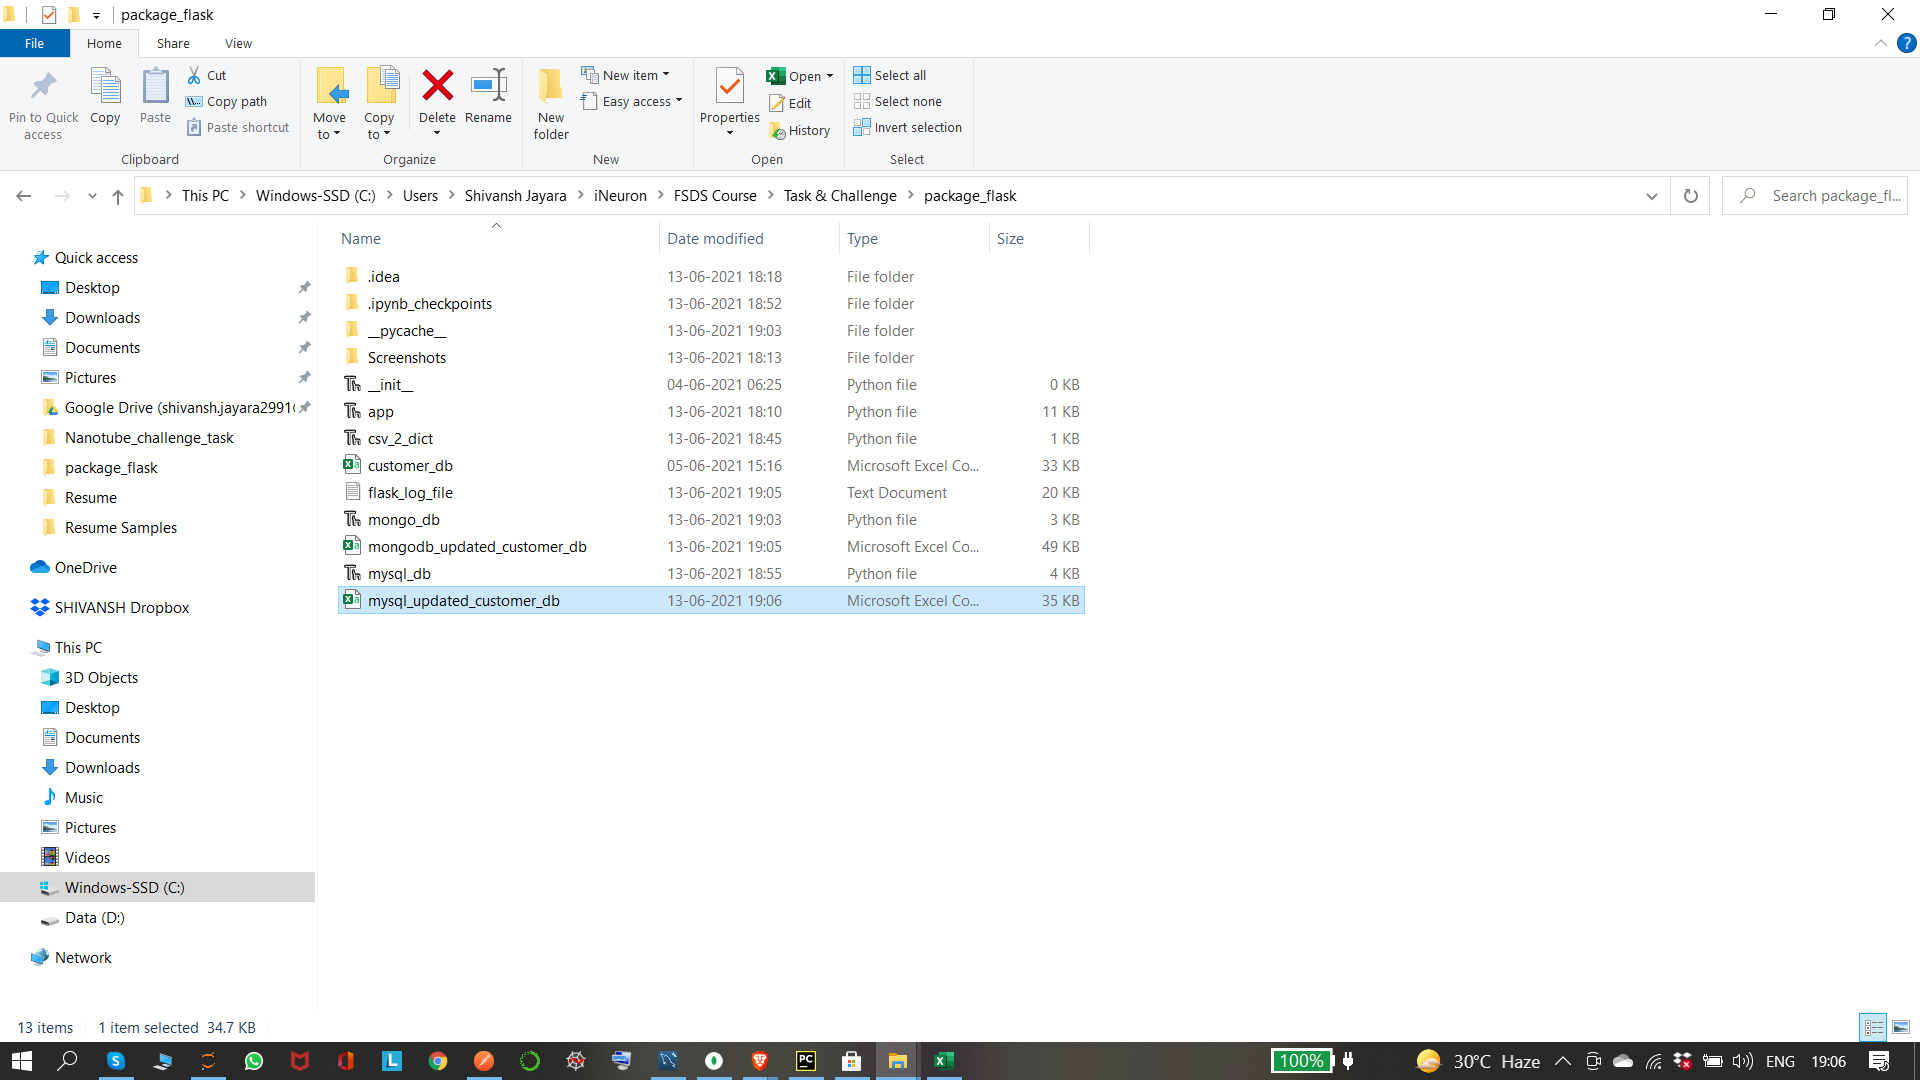 package_flask
File Home Share View
Pin to Quick access
Copy
Paste
Cut
Copy path
Paste shortcut
Clipboard
Move to
Copy to
Delete
Rename
Organize
New folder
New item
Easy access
New
Properties
Open
Edit
History
Open
Select all
Select none
Invert selection
Select
This PC Windows-SSD (C:) Users Shivansh Jayara iNeuron FSDS Course Task & Challenge package_flask
Search package_fl...
Name Date modified Type Size
.idea 13-06-2021 18:18 File folder
.ipynb_checkpoints 13-06-2021 18:52 File folder
__pycache__ 13-06-2021 19:03 File folder
Screenshots 13-06-2021 18:13 File folder
__init__ 04-06-2021 06:25 Python file 0 KB
app 13-06-2021 18:10 Python file 11 KB
csv_2_dict 13-06-2021 18:45 Python file 1 KB
customer_db 05-06-2021 15:16 Microsoft Excel Co... 33 KB
flask_log_file 13-06-2021 19:05 Text Document 20 KB
mongo_db 13-06-2021 19:03 Python file 3 KB
mongodb_updated_customer_db 13-06-2021 19:05 Microsoft Excel Co... 49 KB
mysql_db 13-06-2021 18:55 Python file 4 KB
mysql_updated_customer_db 13-06-2021 19:06 Microsoft Excel Co... 35 KB
Quick access
Desktop
Downloads
Documents
Pictures
Google Drive (shivansh.jayara2991(
Nanotube_challenge_task
package_flask
Resume
Resume Samples
OneDrive
SHIVANSH Dropbox
This PC
3D Objects
Desktop
Documents
Downloads
Music
Pictures
Videos
Windows-SSD (C:)
Data (D:)
Network
13 items 1 item selected 34.7 KB
100% 30°C Haze ENG 19:06